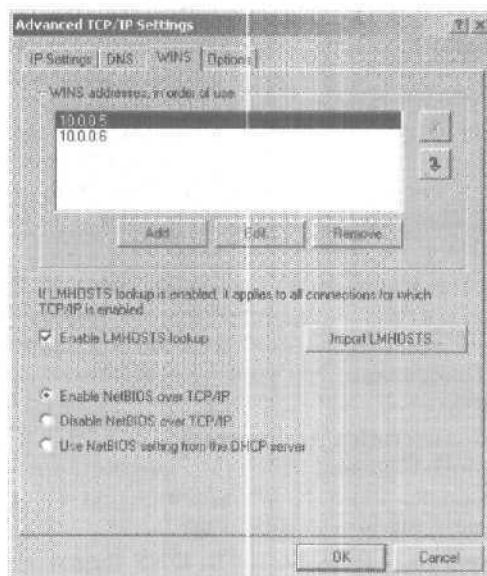 Advanced TCP/IP Settings
IP Settings DNS WINS Options
WINS addresses, in order of use:
10.0.0.5
10.0.0.6
Add... Edit... Remove
If LMHOSTS lookup is enabled, it applies to all connections for which
TCP/IP is enabled.
Enable LMHOSTS lookup
Import LMHOSTS...
Enable NetBIOS over TCP/IP
Disable NetBIOS over TCP/IP
Use NetBIOS setting from the DHCP server
OK Cancel